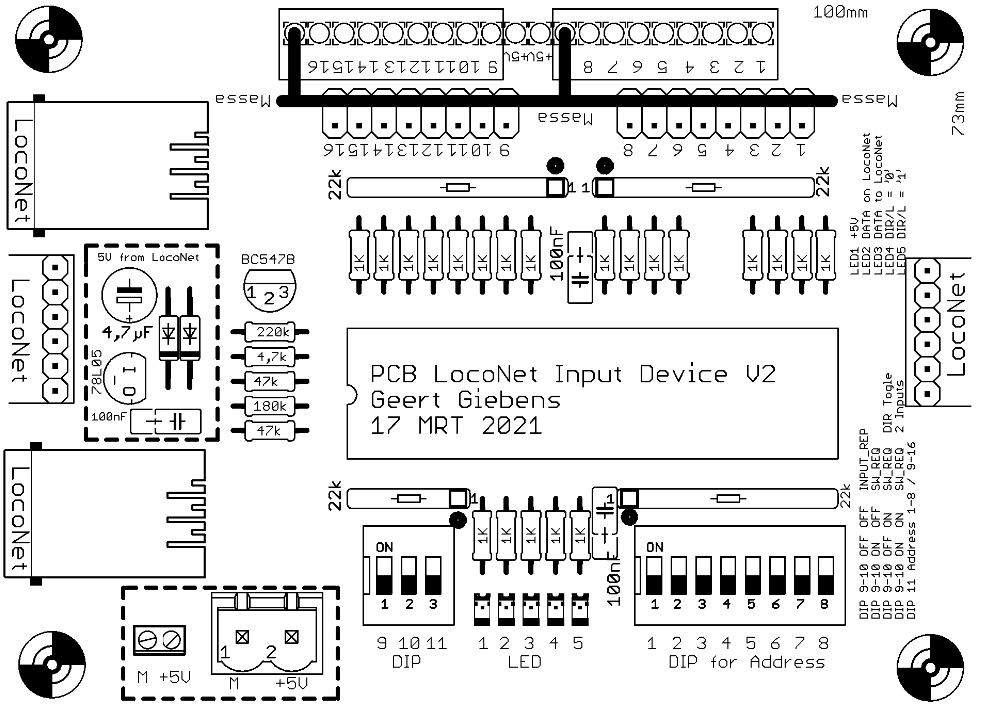 100mm
16 15 14 13 12 11 10 9
+5V +5V
8 7 6 5 4 3 2 1
Massa
Massa
Massa
16 15 14 13 12 11 10 9
8 7 6 5 4 3 2 1
73mm
LocoNet
22k
1 1
22k
LED1 +5V
LED2 DATA on LocoNet
LED3 DATA to LocoNet
LED4 DIR/L = '0'
LED5 DIR/L = '1'
1K 1K 1K 1K 1K 1K 1K 1K
100nF
1K 1K 1K 1K
1K 1K 1K 1K
LocoNet
5V from LocoNet
4,7µF
78L05
I
O
100nF
BC547B
1 2 3
220k
4,7k
47k
180k
47k
PCB LocoNet Input Device V2
Geert Giebens
17 MRT 2021
LocoNet
LocoNet
22k
1
1K 1K 1K 1K 1K
1
100nF
22k
DIP 9-10 OFF OFF INPUT_REP
DIP 9-10 ON OFF SW_REQ
DIP 9-10 OFF ON SW_REQ DIR Togle
DIP 9-10 ON ON SW_REQ 2 Inputs
DIP 11 Address 1-8 / 9-16
ON
1 2 3
9 10 11
DIP
1 2 3 4 5
LED
ON
1 2 3 4 5 6 7 8
1 2 3 4 5 6 7 8
DIP for Address
M +5V
1 2
M +5V